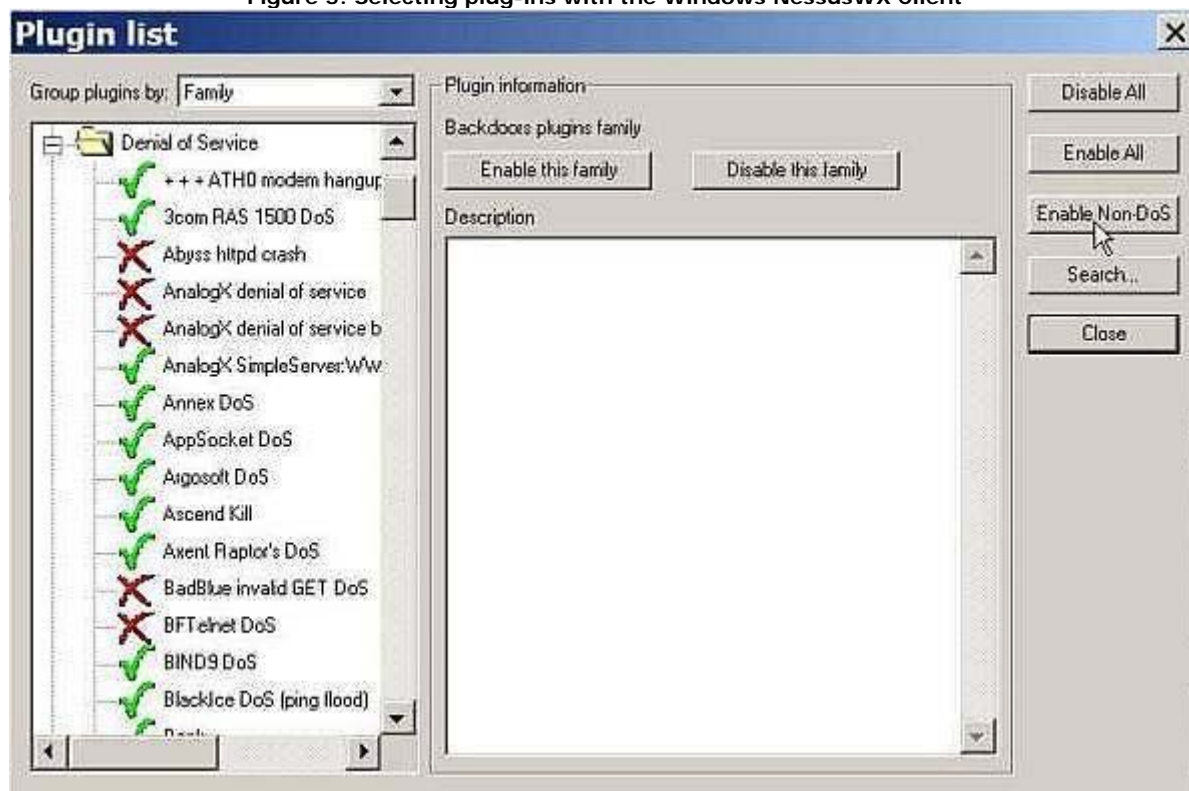 Figure 3. Selecting plug-ins with the Windows NessusWX client
Plugin list
Group plugins by: Family
Denial of Service
+ + + ATH0 modem hangup
3com RAS 1500 DoS
Abyss httpd crash
AnalogX denial of service
AnalogX denial of service b
AnalogX SimpleServer:WW
Annex DoS
AppSocket DoS
Argosoft DoS
Ascend Kill
Axent Raptor's DoS
BadBlue invalid GET DoS
BFTelnet DoS
BIND9 DoS
BlackIce DoS (ping flood)
Plugin information
Backdoors plugins family
Enable this family
Disable this family
Description
Disable All
Enable All
Enable Non-DoS
Search...
Close